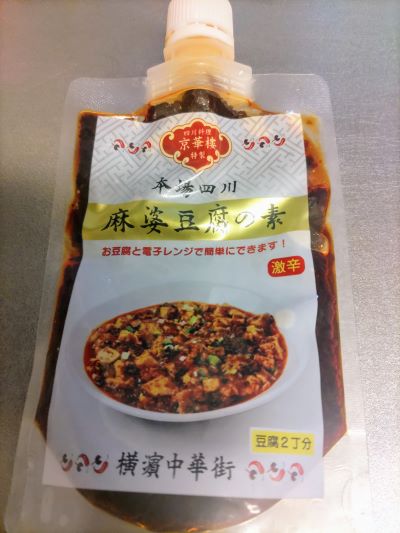 四川料理
京華樓
特製
本場四川
麻婆豆腐の素
お豆腐と電子レンジで簡単にできます!
激辛
豆腐2丁分
横濱中華街